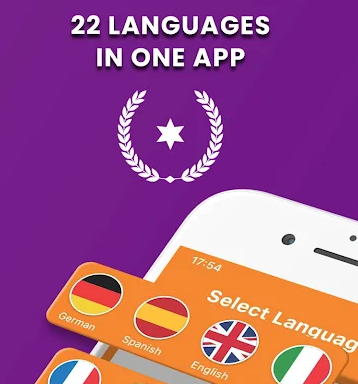 22 LANGUAGES
IN ONE APP
17:54
Select Languag
German
Spanish
English